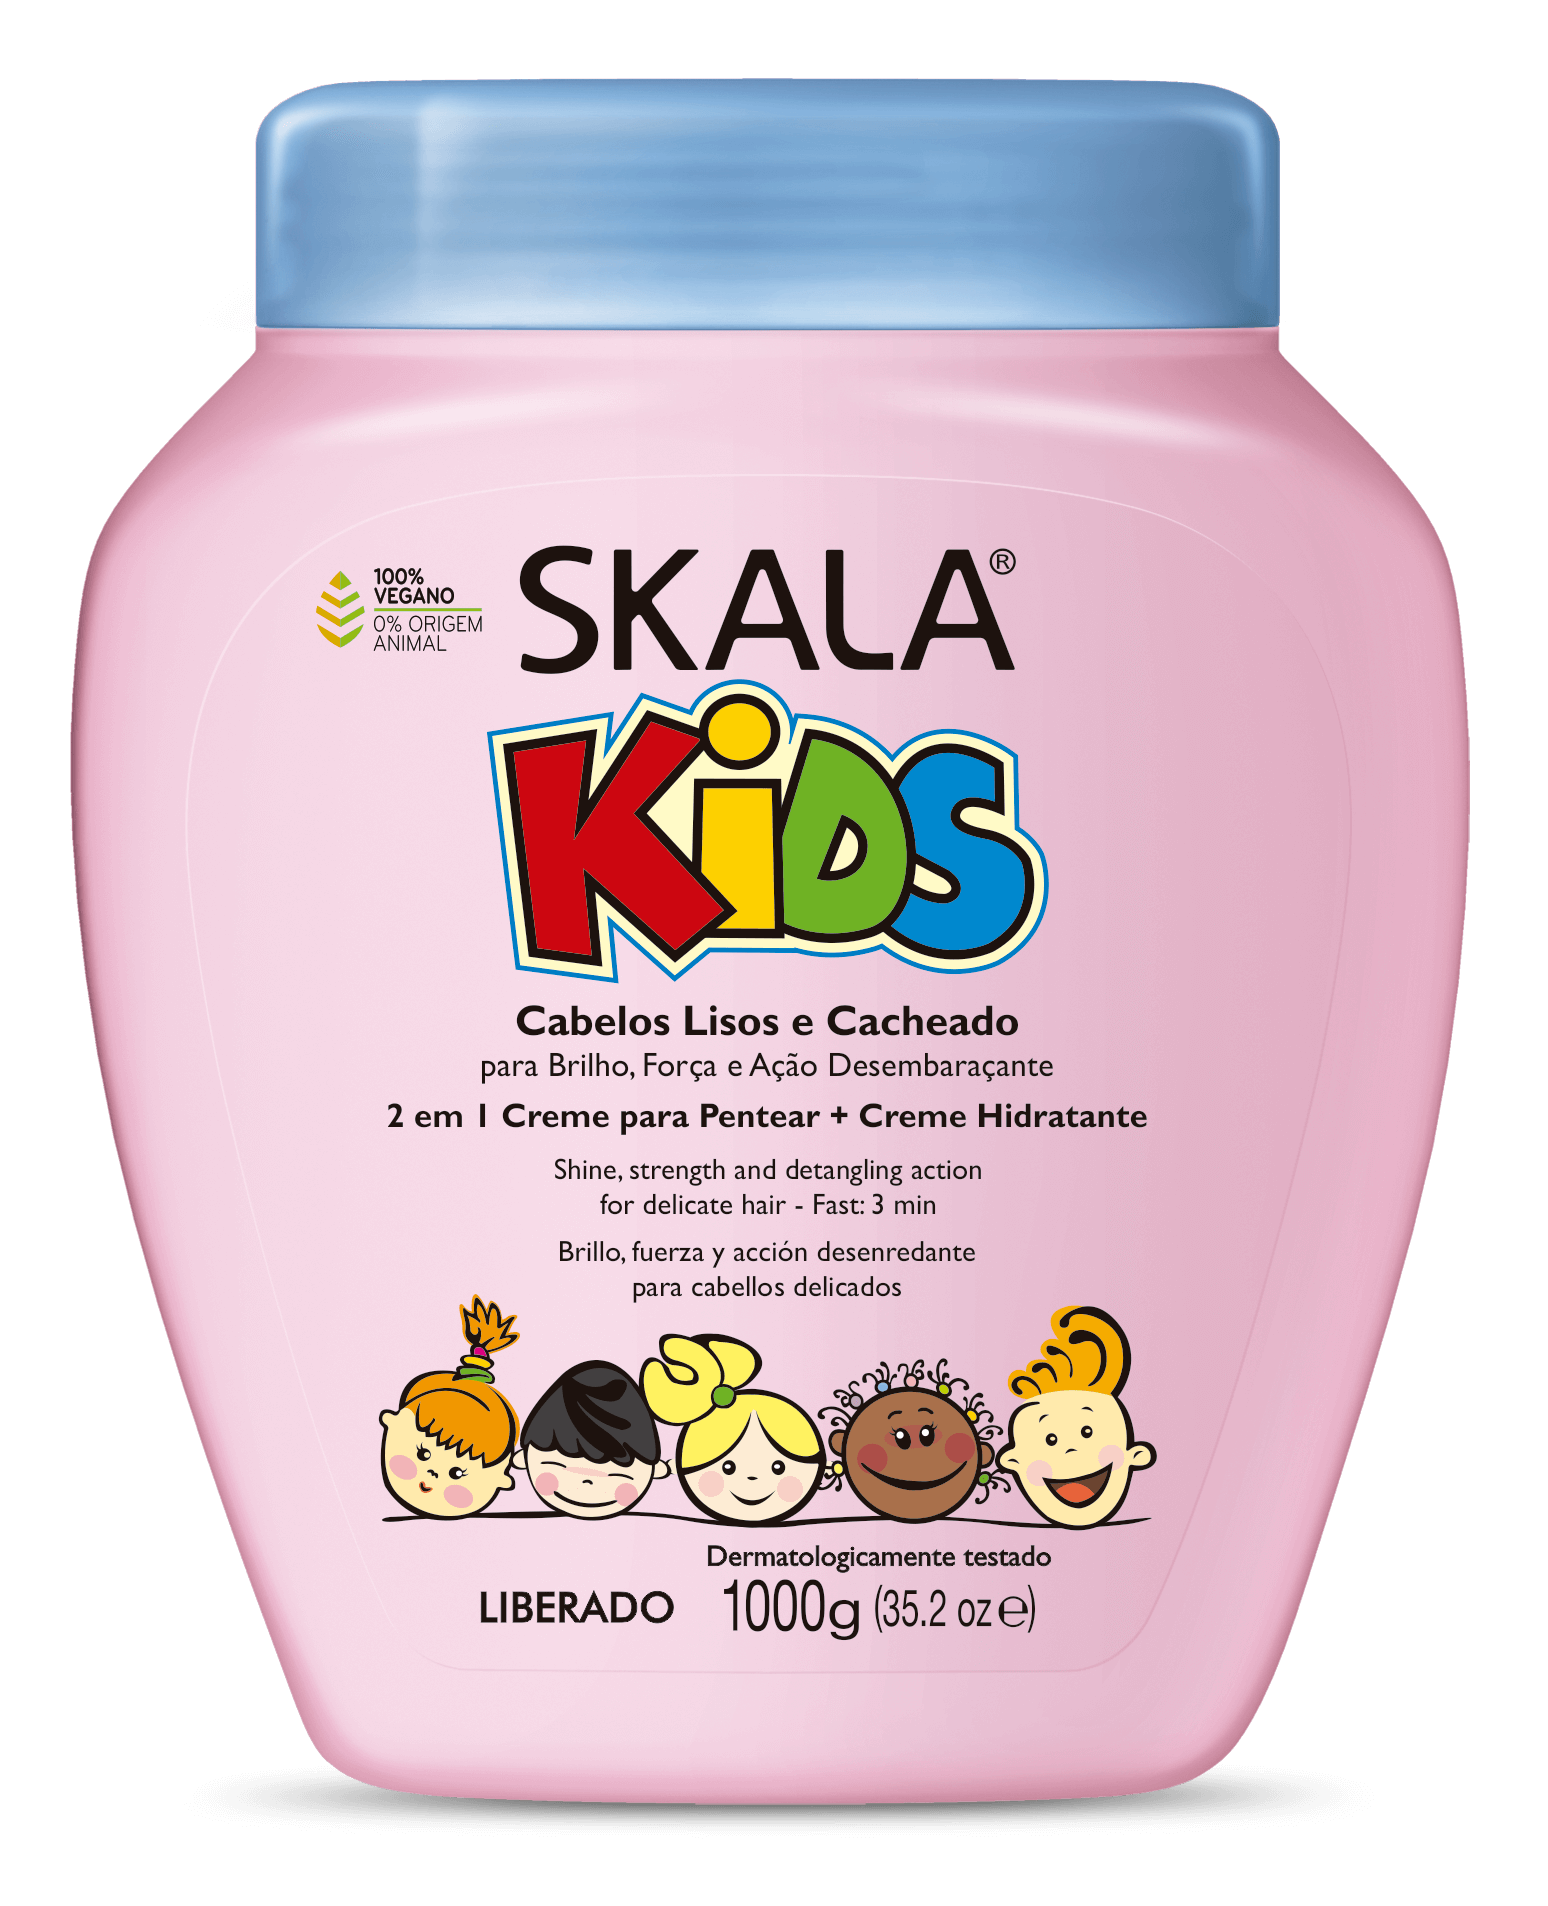 100%
VEGANO
0% ORIGEM
ANIMAL
SKALA®
KiDS
Cabelos Lisos e Cacheado
para Brilho, Força e Ação Desembaraçante
2 em 1 Creme para Pentear + Creme Hidratante
Shine, strength and detangling action
for delicate hair - Fast: 3 min
Brillo, fuerza y acción desenredante
para cabellos delicados
Dermatologicamente testado
LIBERADO 1000g (35.2 oz ℮)